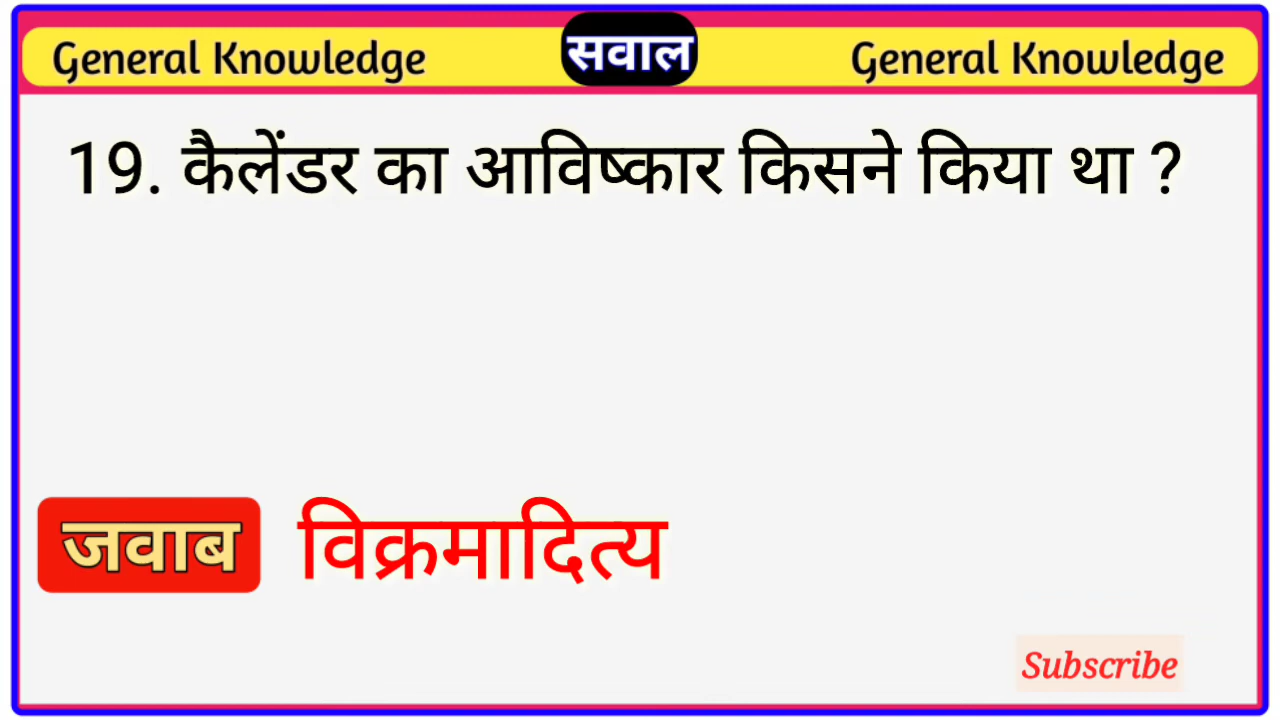 General Knowledge सवाल General Knowledge
19. कैलेंडर का आविष्कार किसने किया था ?
जवाब विक्रमादित्य
Subscribe